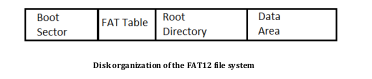 Boot Sector
FAT Table
Root Directory
Data Area
Disk organization of the FAT12 file system